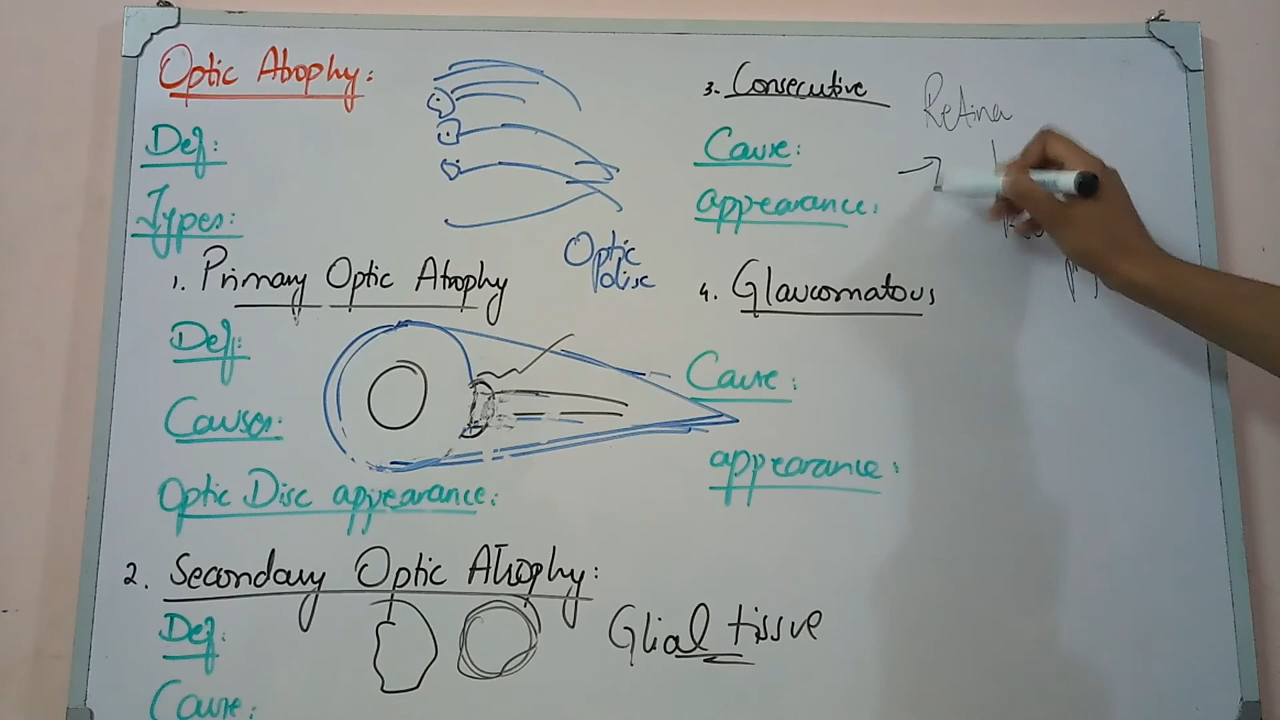 Optic Atrophy:
Def:
Types:
1. Primary Optic Atrophy
Def:
Causes:
Optic Disc appearance:
2. Secondary Optic Atrophy:
Def:
Cause:
Optic
Disc
Glial tissue
3. Consecutive
Retina
Cause:
appearance:
4. Glaucomatous
Cause:
appearance: